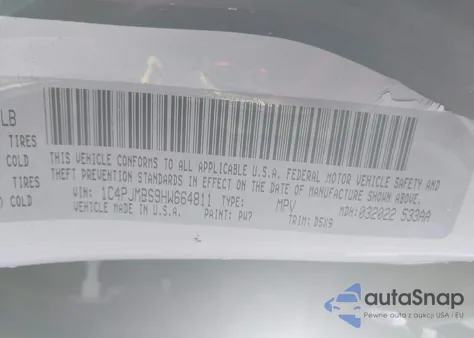 LB
TIRES
COLD
TIRES
COLD
THIS VEHICLE CONFORMS TO ALL APPLICABLE U.S.A. FEDERAL MOTOR VEHICLE SAFETY AND
THEFT PREVENTION STANDARDS IN EFFECT ON THE DATE OF MANUFACTURE SHOWN ABOVE.
VIN: 1C4PJMBS9HW664811 TYPE: MPV MDH: 032022 533AA
VEHICLE MADE IN U.S.A. PAINT: PW7 TRIM: DSX9
autoSnap
Pewne auta z aukcji USA i EU